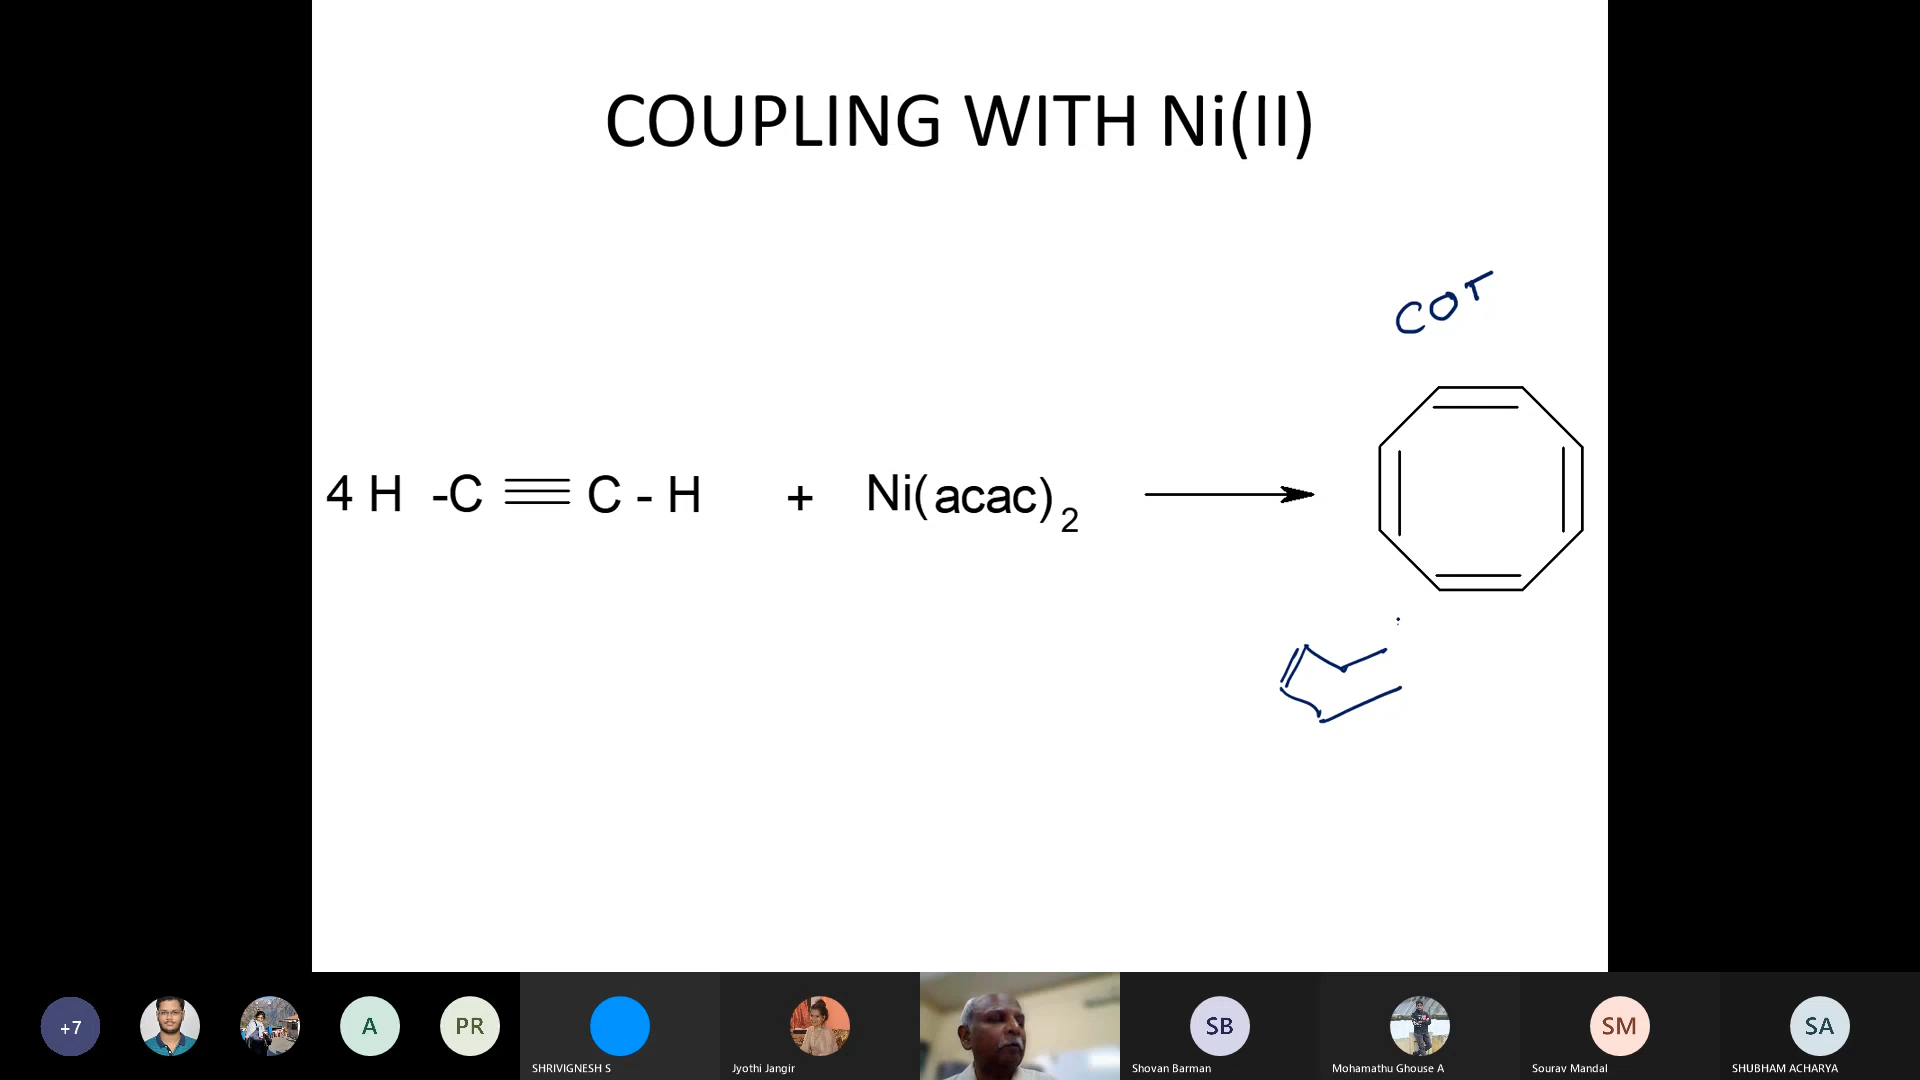 COUPLING WITH Ni(II)
COT
4 H -C ≡ C - H + Ni(acac)2
+7
A
PR
SHRIVIGNESH S
Jyothi Jangir
SB
Shovan Barman
Mohamathu Ghouse A
SM
Sourav Mandal
SA
SHUBHAM ACHARYA